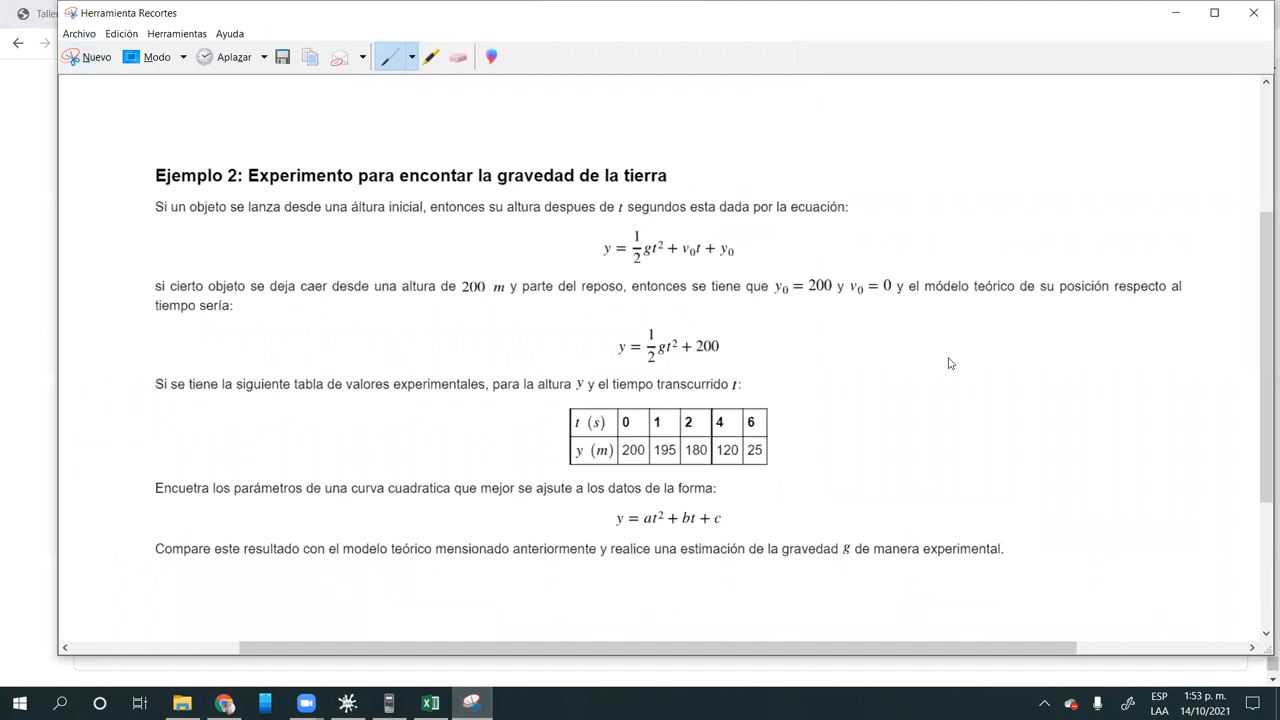 Taller
Herramienta Recortes
Archivo Edición Herramientas Ayuda
Nuevo Modo Aplazar
Ejemplo 2: Experimento para encontar la gravedad de la tierra
Si un objeto se lanza desde una áltura inicial, entonces su altura despues de t segundos esta dada por la ecuación:
y = 1/2 gt² + v₀t + y₀
si cierto objeto se deja caer desde una altura de 200 m y parte del reposo, entonces se tiene que y₀ = 200 y v₀ = 0 y el módelo teórico de su posición respecto al
tiempo sería:
y = 1/2 gt² + 200
Si se tiene la siguiente tabla de valores experimentales, para la altura y y el tiempo transcurrido t:
t (s) 0 1 2 4 6
y (m) 200 195 180 120 25
Encuetra los parámetros de una curva cuadratica que mejor se ajsute a los datos de la forma:
y = at² + bt + c
Compare este resultado con el modelo teórico mensionado anteriormente y realice una estimación de la gravedad g de manera experimental.
ESP 1:53 p. m.
LAA 14/10/2021